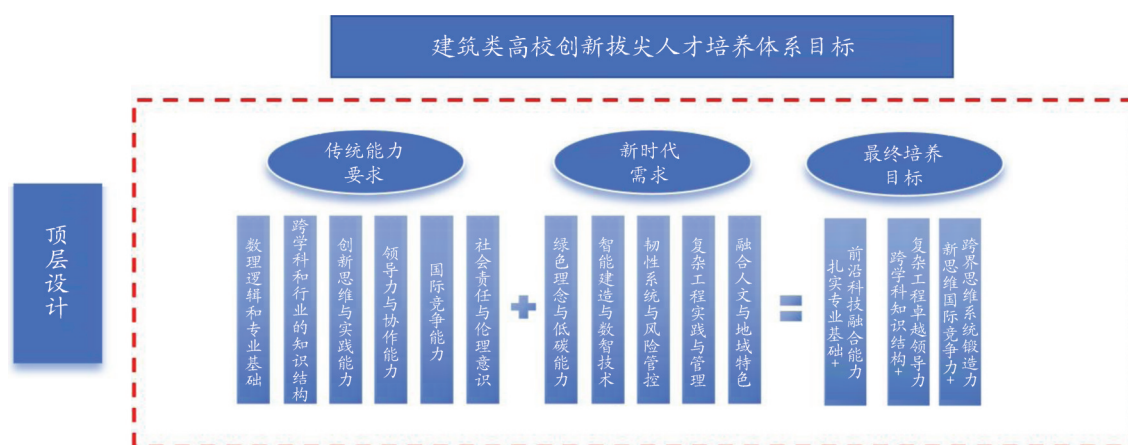 建筑类高校创新拔尖人才培养体系目标
顶层设计
传统能力
要求
数理逻辑和专业基础
跨学科和行业的知识结构
创新思维与实践能力
领导力与协作能力
国际竞争能力
社会责任与伦理意识
+
新时代
需求
绿色理念与低碳能力
智能建造与数智技术
韧性系统与风险管控
复杂工程实践与管理
融合人文与地域特色
=
最终培养
目标
扎实专业基础+
前沿科技融合能力
跨学科知识结构+
复杂工程卓越领导力
新思维国际竞争力+
跨界思维系统锻造力